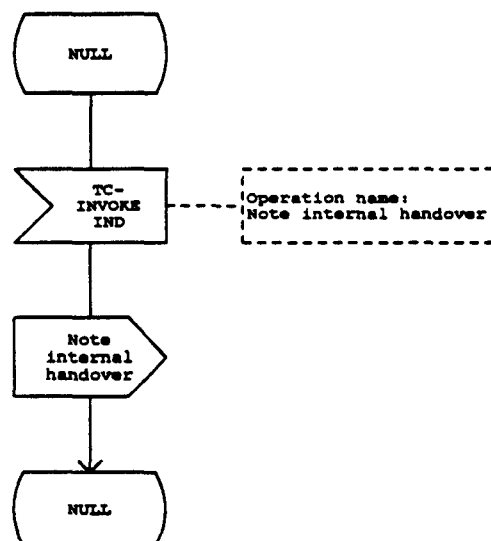 NULL
TC-
INVOKE
IND
Operation name:
Note internal handover
Note
internal
handover
NULL